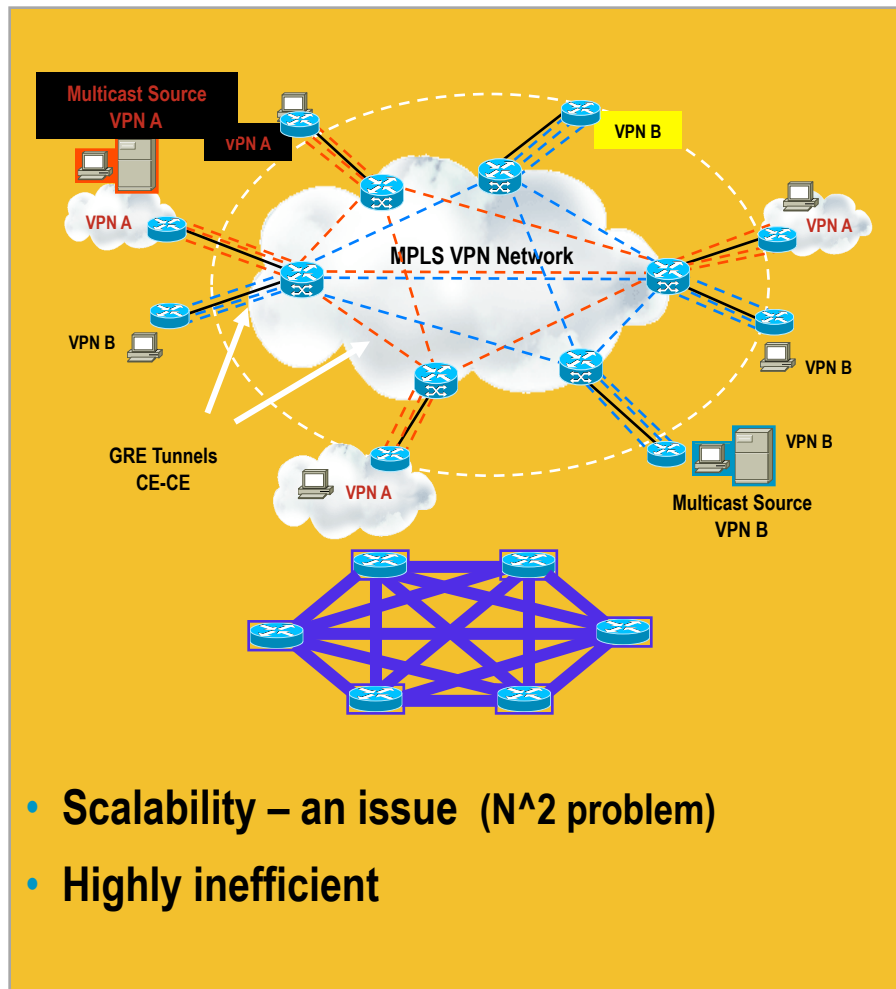 Multicast Source
VPN A
VPN A
VPN B
VPN A
MPLS VPN Network
VPN A
VPN B
VPN B
GRE Tunnels
CE-CE
VPN A
VPN B
Multicast Source
VPN B
• Scalability – an issue (N^2 problem)
• Highly inefficient